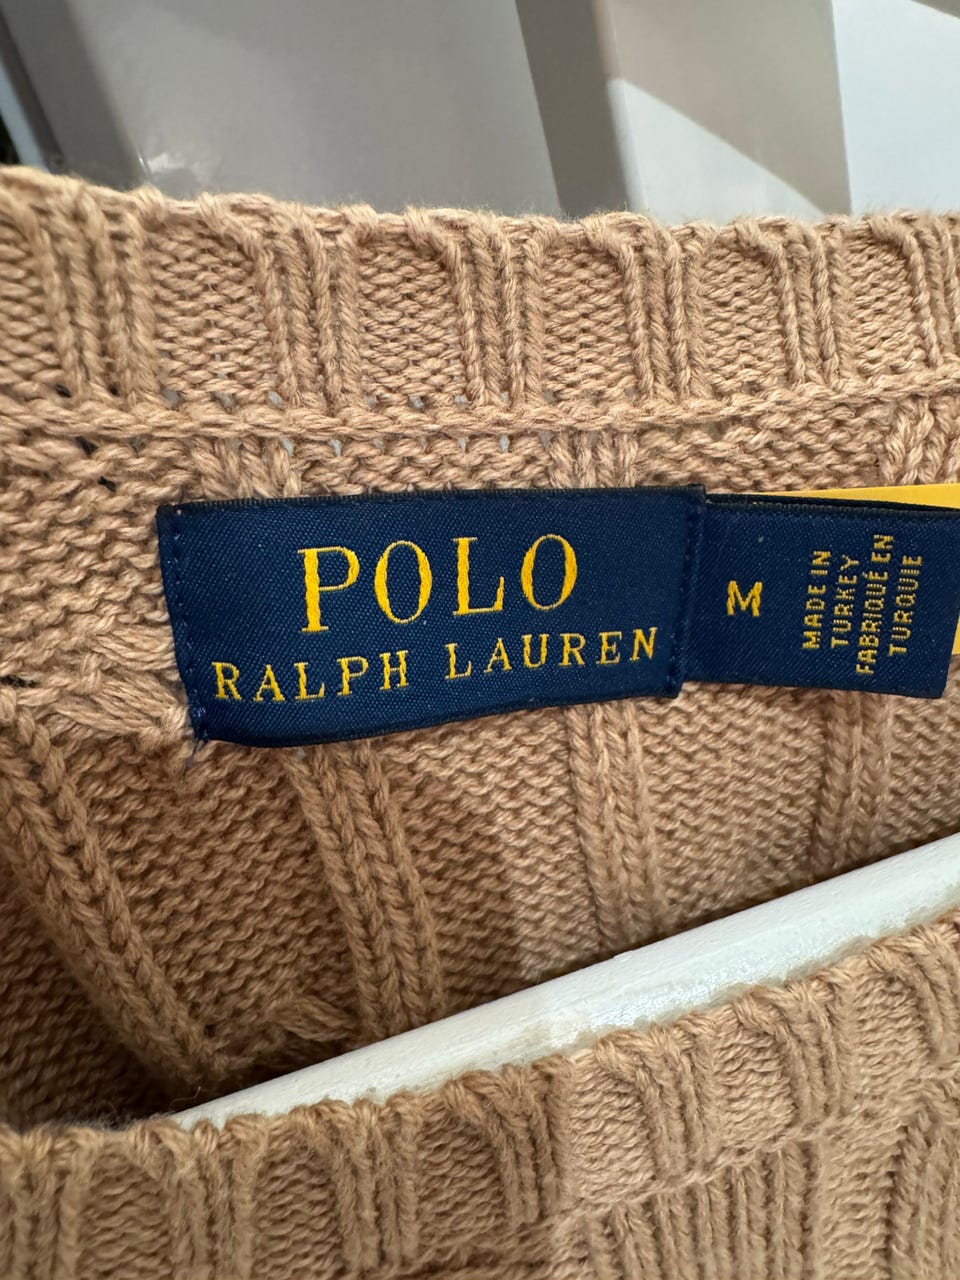 POLO
RALPH LAUREN
M
MADE IN
TURKEY
FABRIQUÉ EN
TURQUIE